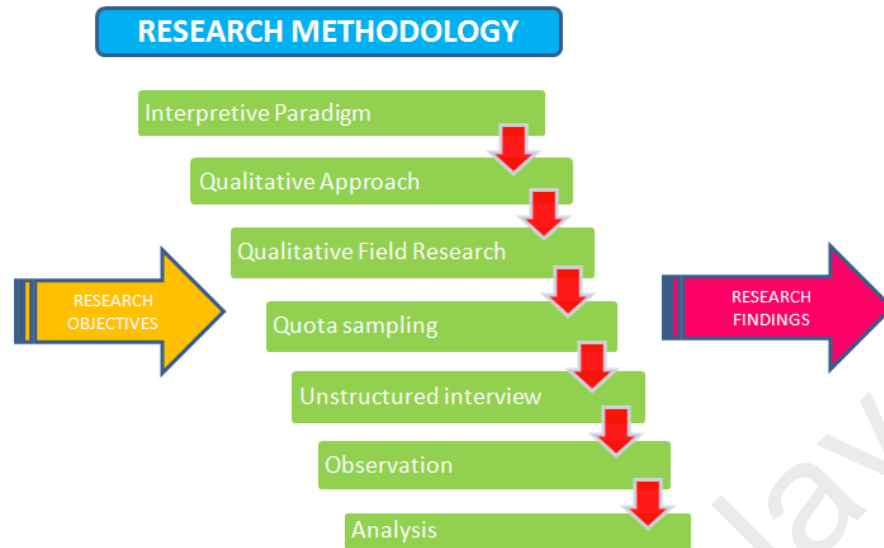 RESEARCH METHODOLOGY
Interpretive Paradigm
Qualitative Approach
Qualitative Field Research
RESEARCH
OBJECTIVES
Quota sampling
RESEARCH
FINDINGS
Unstructured interview
Observation
Analysis